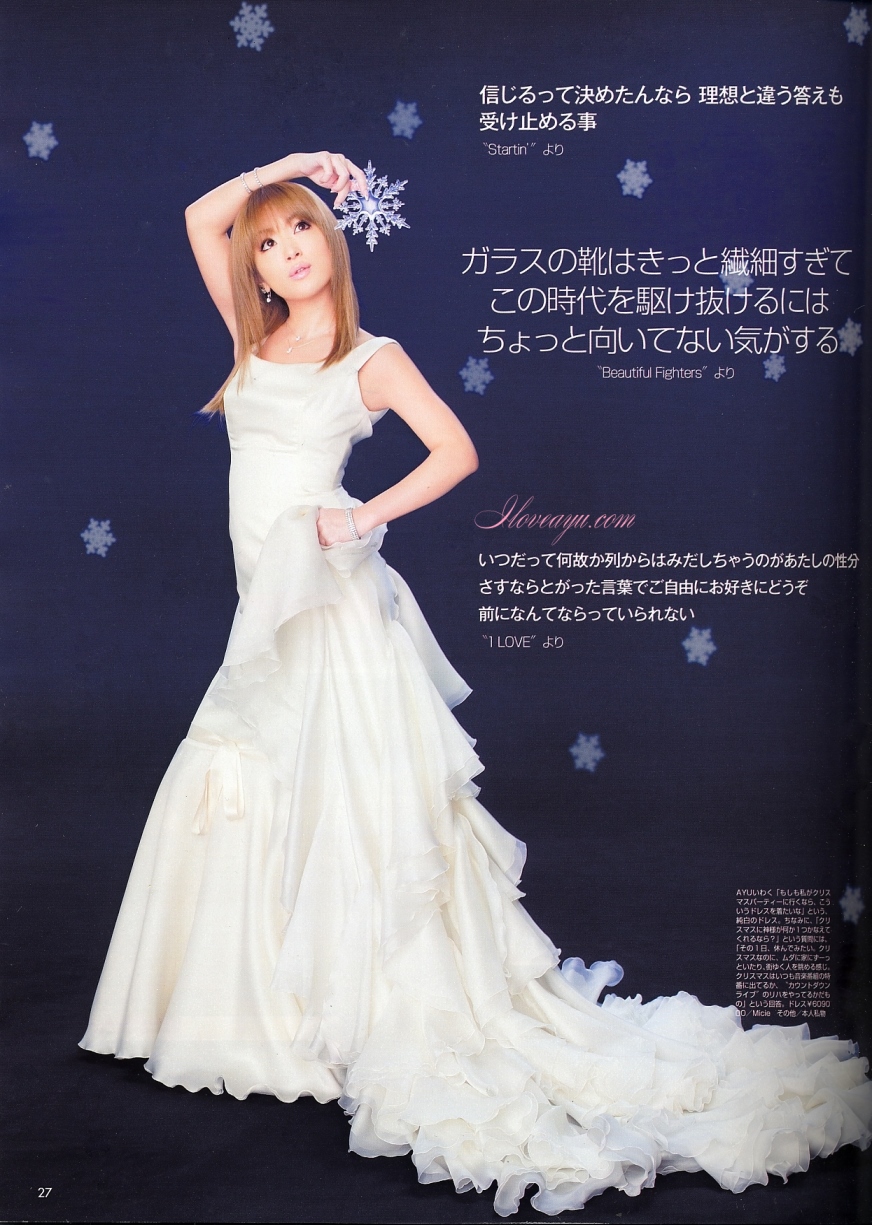 信じるって決めたんなら 理想と違う答えも
受け止める事
“Startin'” より
ガラスの靴はきっと繊細すぎて
この時代を駆け抜けるには
ちょっと向いてない気がする
“Beautiful Fighters” より
Iloveayu.com
いつだって何故か列からはみだしちゃうのがあたしの性分
さすならとがった言葉でご自由にお好きにどうぞ
前になんてならっていられない
“1 LOVE” より
AYUいわく「もしも私がクリス
マスパーティーに行くなら、こう
いうドレスを着たいな」という、
純白のドレス。ちなみに、「クリ
スマスに神様が何か1つかなえて
くれるなら？」という質問には、
「その1日、休んでみたい。クリ
スマスなのに、ムダに家にずーっ
といたり、街ゆく人を眺める感じ。
クリスマスはいつも音楽番組の特
番に出てるか、“カウントダウン
ライブ”のリハをやってるかだも
の」という回答。ドレス¥6090
00／Micie その他／本人私物
27